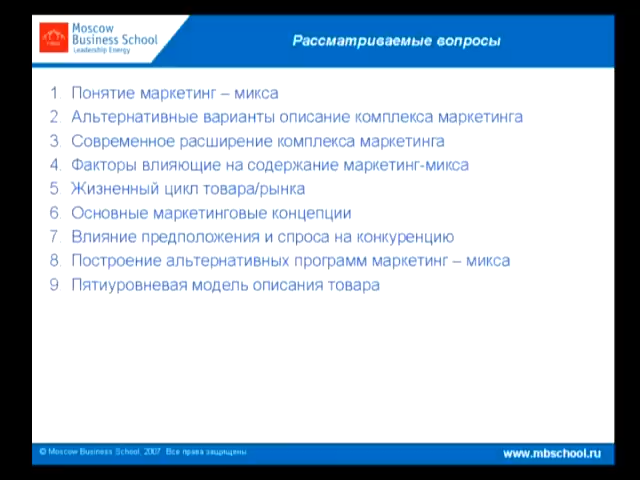 Moscow
Business School
Leadership Energy
Рассматриваемые вопросы
1. Понятие маркетинг – микса
2 Альтернативные варианты описание комплекса маркетинга
3 Современное расширение комплекса маркетинга
4. Факторы влияющие на содержание маркетинг-микса
5 Жизненный цикл товара/рынка
6 Основные маркетинговые концепции
7. Влияние предположения и спроса на конкуренцию
8 Построение альтернативных программ маркетинг – микса
9 Пятиуровневая модель описания товара
© Moscow Business School, 2007 Все права защищены
www.mbschool.ru